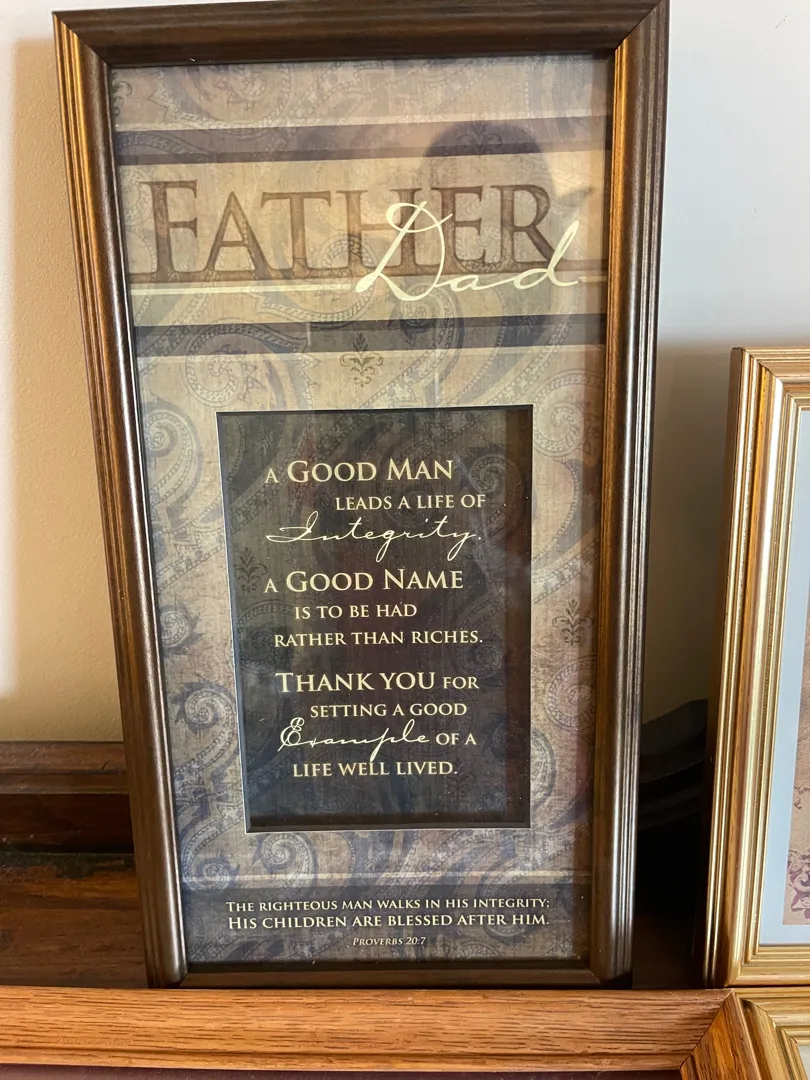 FATHER
Dad
A GOOD MAN
LEADS A LIFE OF
Integrity.
A GOOD NAME
IS TO BE HAD
RATHER THAN RICHES.
THANK YOU FOR
SETTING A GOOD
Example OF A
LIFE WELL LIVED.
THE RIGHTEOUS MAN WALKS IN HIS INTEGRITY;
HIS CHILDREN ARE BLESSED AFTER HIM.
PROVERBS 20:7